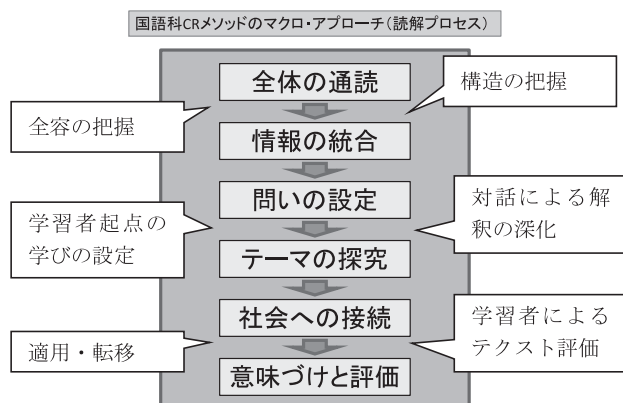 国語科CRメソッドのマクロ・アプローチ（読解プロセス）
全体の通読
構造の把握
全容の把握
情報の統合
問いの設定
対話による解
釈の深化
学習者起点の
学びの設定
テーマの探究
社会への接続
学習者による
テクスト評価
適用・転移
意味づけと評価